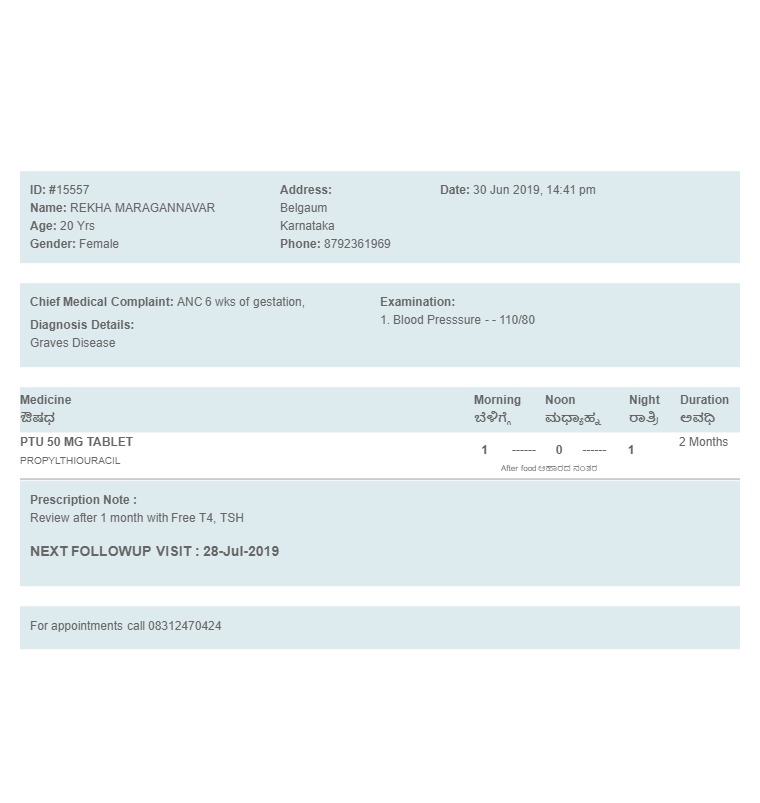 ID: #15557
Name: REKHA MARAGANNAVAR
Age: 20 Yrs
Gender: Female
Address:
Belgaum
Karnataka
Phone: 8792361969
Date: 30 Jun 2019, 14:41 pm
Chief Medical Complaint: ANC 6 wks of gestation,
Diagnosis Details:
Graves Disease
Examination:
1. Blood Presssure - - 110/80
Medicine Morning Noon Night Duration
ಔಷಧ ಬೆಳಿಗ್ಗೆ ಮಧ್ಯಾಹ್ನ ರಾತ್ರಿ ಅವಧಿ
PTU 50 MG TABLET 1 ------ 0 ------ 1 2 Months
PROPYLTHIOURACIL After food ಆಹಾರದ ನಂತರ
Prescription Note :
Review after 1 month with Free T4, TSH
NEXT FOLLOWUP VISIT : 28-Jul-2019
For appointments call 08312470424